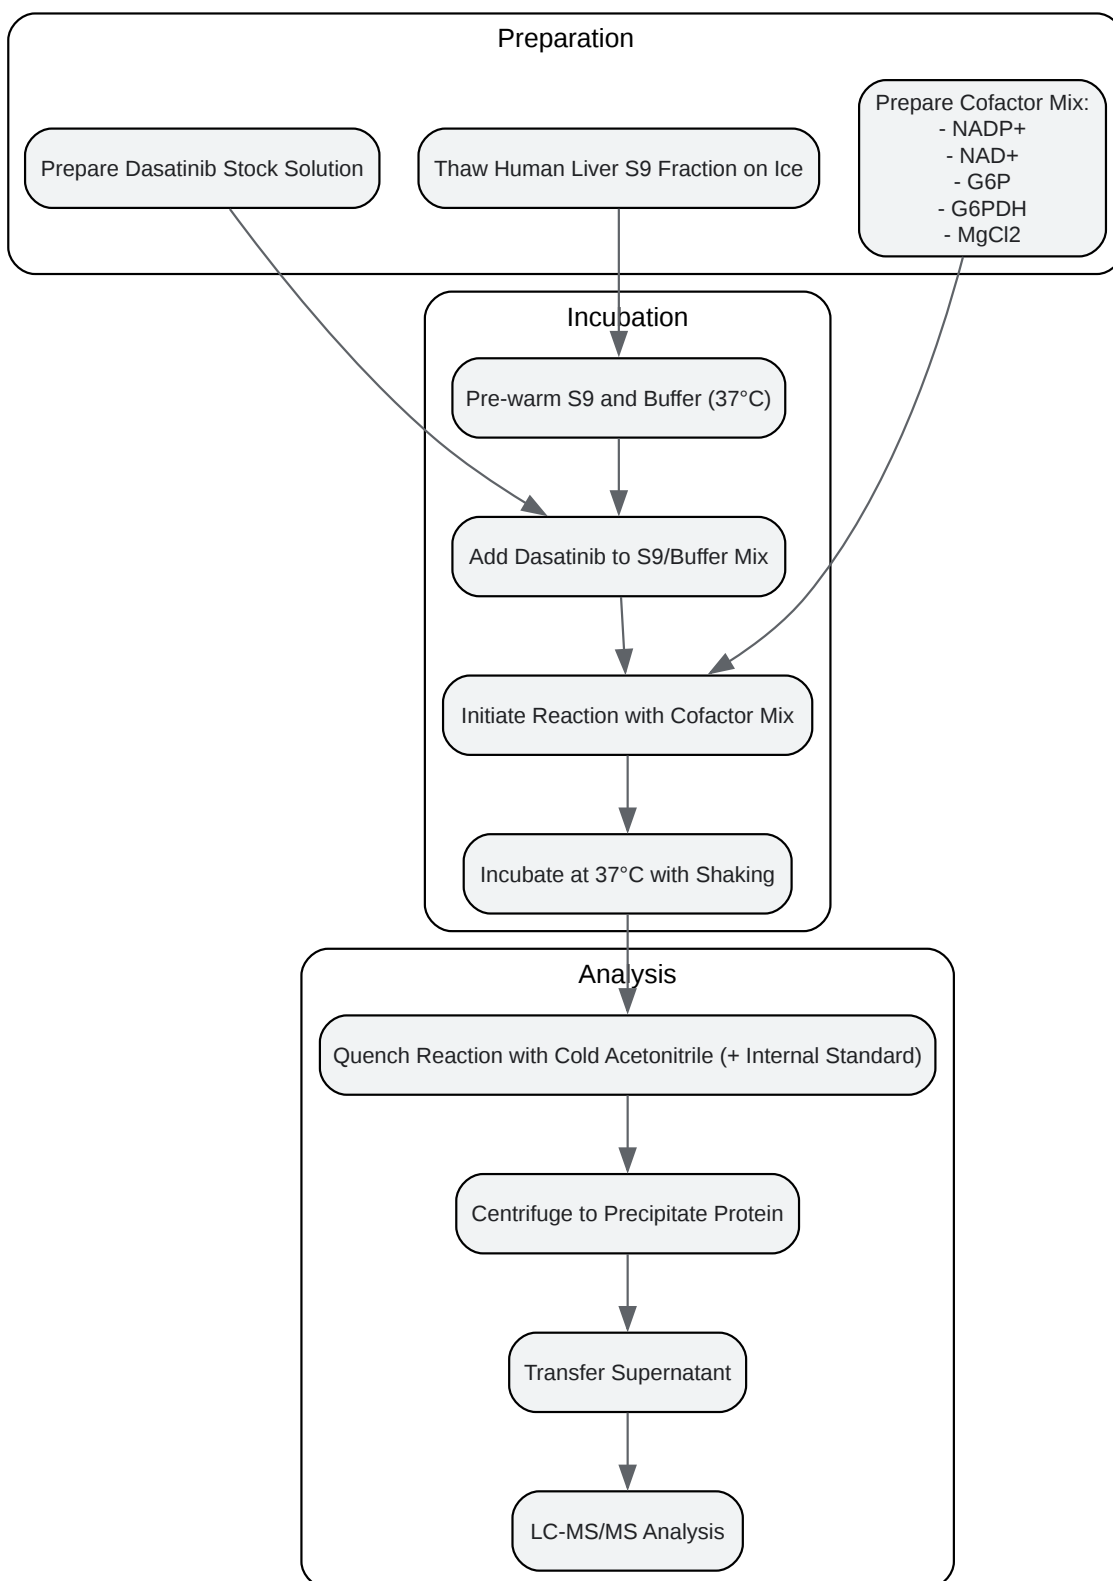 Preparation
Prepare Dasatinib Stock Solution
Thaw Human Liver S9 Fraction on Ice
Prepare Cofactor Mix:
- NADP+
- NAD+
- G6P
- G6PDH
- MgCl2
Incubation
Pre-warm S9 and Buffer (37°C)
Add Dasatinib to S9/Buffer Mix
Initiate Reaction with Cofactor Mix
Incubate at 37°C with Shaking
Analysis
Quench Reaction with Cold Acetonitrile (+ Internal Standard)
Centrifuge to Precipitate Protein
Transfer Supernatant
LC-MS/MS Analysis